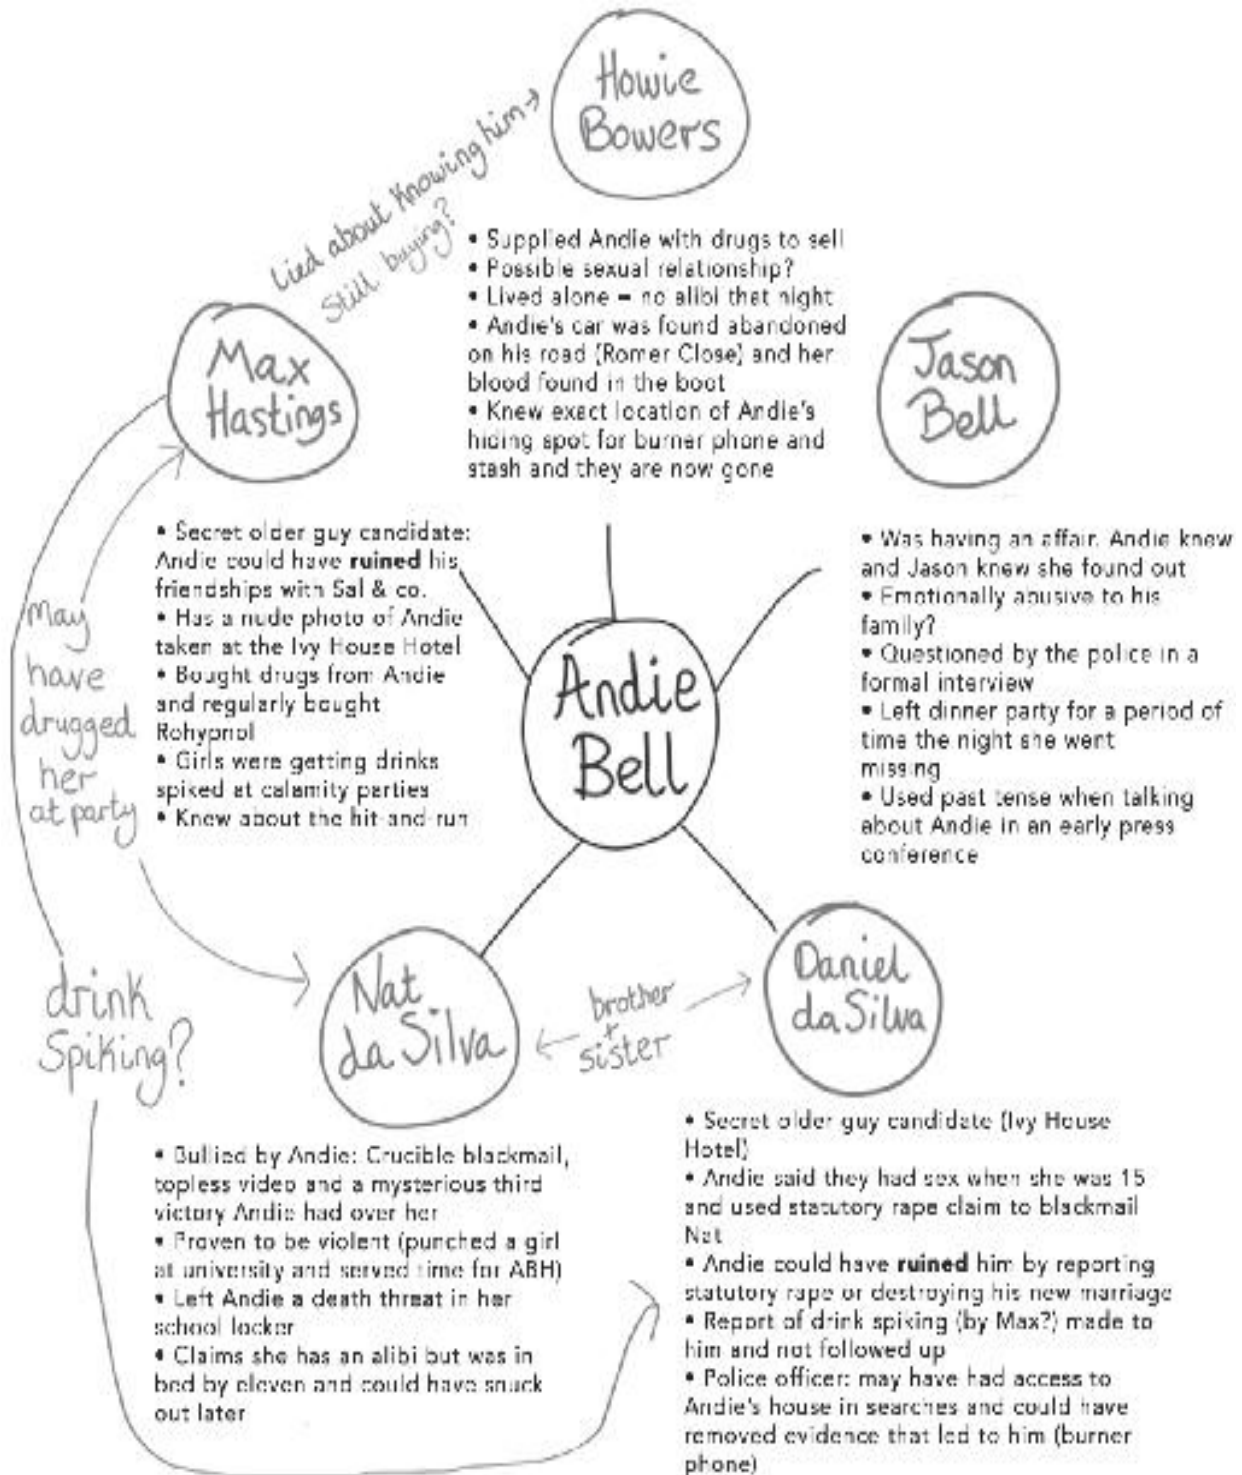 Howie
Bowers
Lied about knowing him →
Still buying?
• Supplied Andie with drugs to sell
• Possible sexual relationship?
• Lived alone – no alibi that night
• Andie's car was found abandoned
on his road (Romer Close) and her
blood found in the boot
• Knew exact location of Andie's
hiding spot for burner phone and
stash and they are now gone
Max
Hastings
Jason
Bell
• Secret older guy candidate:
Andie could have ruined his
friendships with Sal & co.
• Has a nude photo of Andie
taken at the Ivy House Hotel
• Bought drugs from Andie
and regularly bought
Rohypnol
• Girls were getting drinks
spiked at calamity parties
• Knew about the hit-and-run
• Was having an affair. Andie knew
and Jason knew she found out
• Emotionally abusive to his
family?
• Questioned by the police in a
formal interview
• Left dinner party for a period of
time the night she went
missing
• Used past tense when talking
about Andie in an early press
conference
may
have
drugged
her
at party
Andie
Bell
drink
Spiking?
Nat
da Silva
brother
+
sister
Daniel
da Silva
• Bullied by Andie: Crucible blackmail,
topless video and a mysterious third
victory Andie had over her
• Proven to be violent (punched a girl
at university and served time for ABH)
• Left Andie a death threat in her
school locker
• Claims she has an alibi but was in
bed by eleven and could have snuck
out later
• Secret older guy candidate (Ivy House
Hotel)
• Andie said they had sex when she was 15
and used statutory rape claim to blackmail
Nat
• Andie could have ruined him by reporting
statutory rape or destroying his new marriage
• Report of drink spiking (by Max?) made to
him and not followed up
• Police officer: may have had access to
Andie's house in searches and could have
removed evidence that led to him (burner
phone)